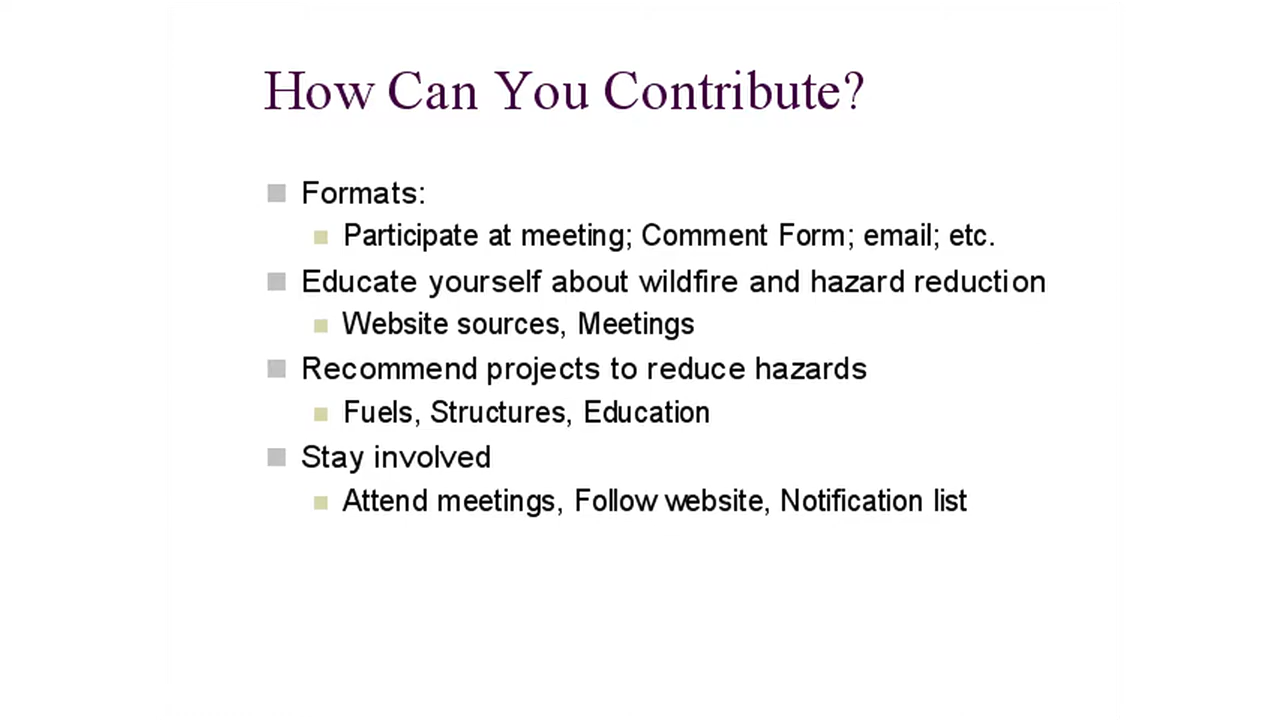 How Can You Contribute?
Formats:
Participate at meeting; Comment Form; email; etc.
Educate yourself about wildfire and hazard reduction
Website sources, Meetings
Recommend projects to reduce hazards
Fuels, Structures, Education
Stay involved
Attend meetings, Follow website, Notification list